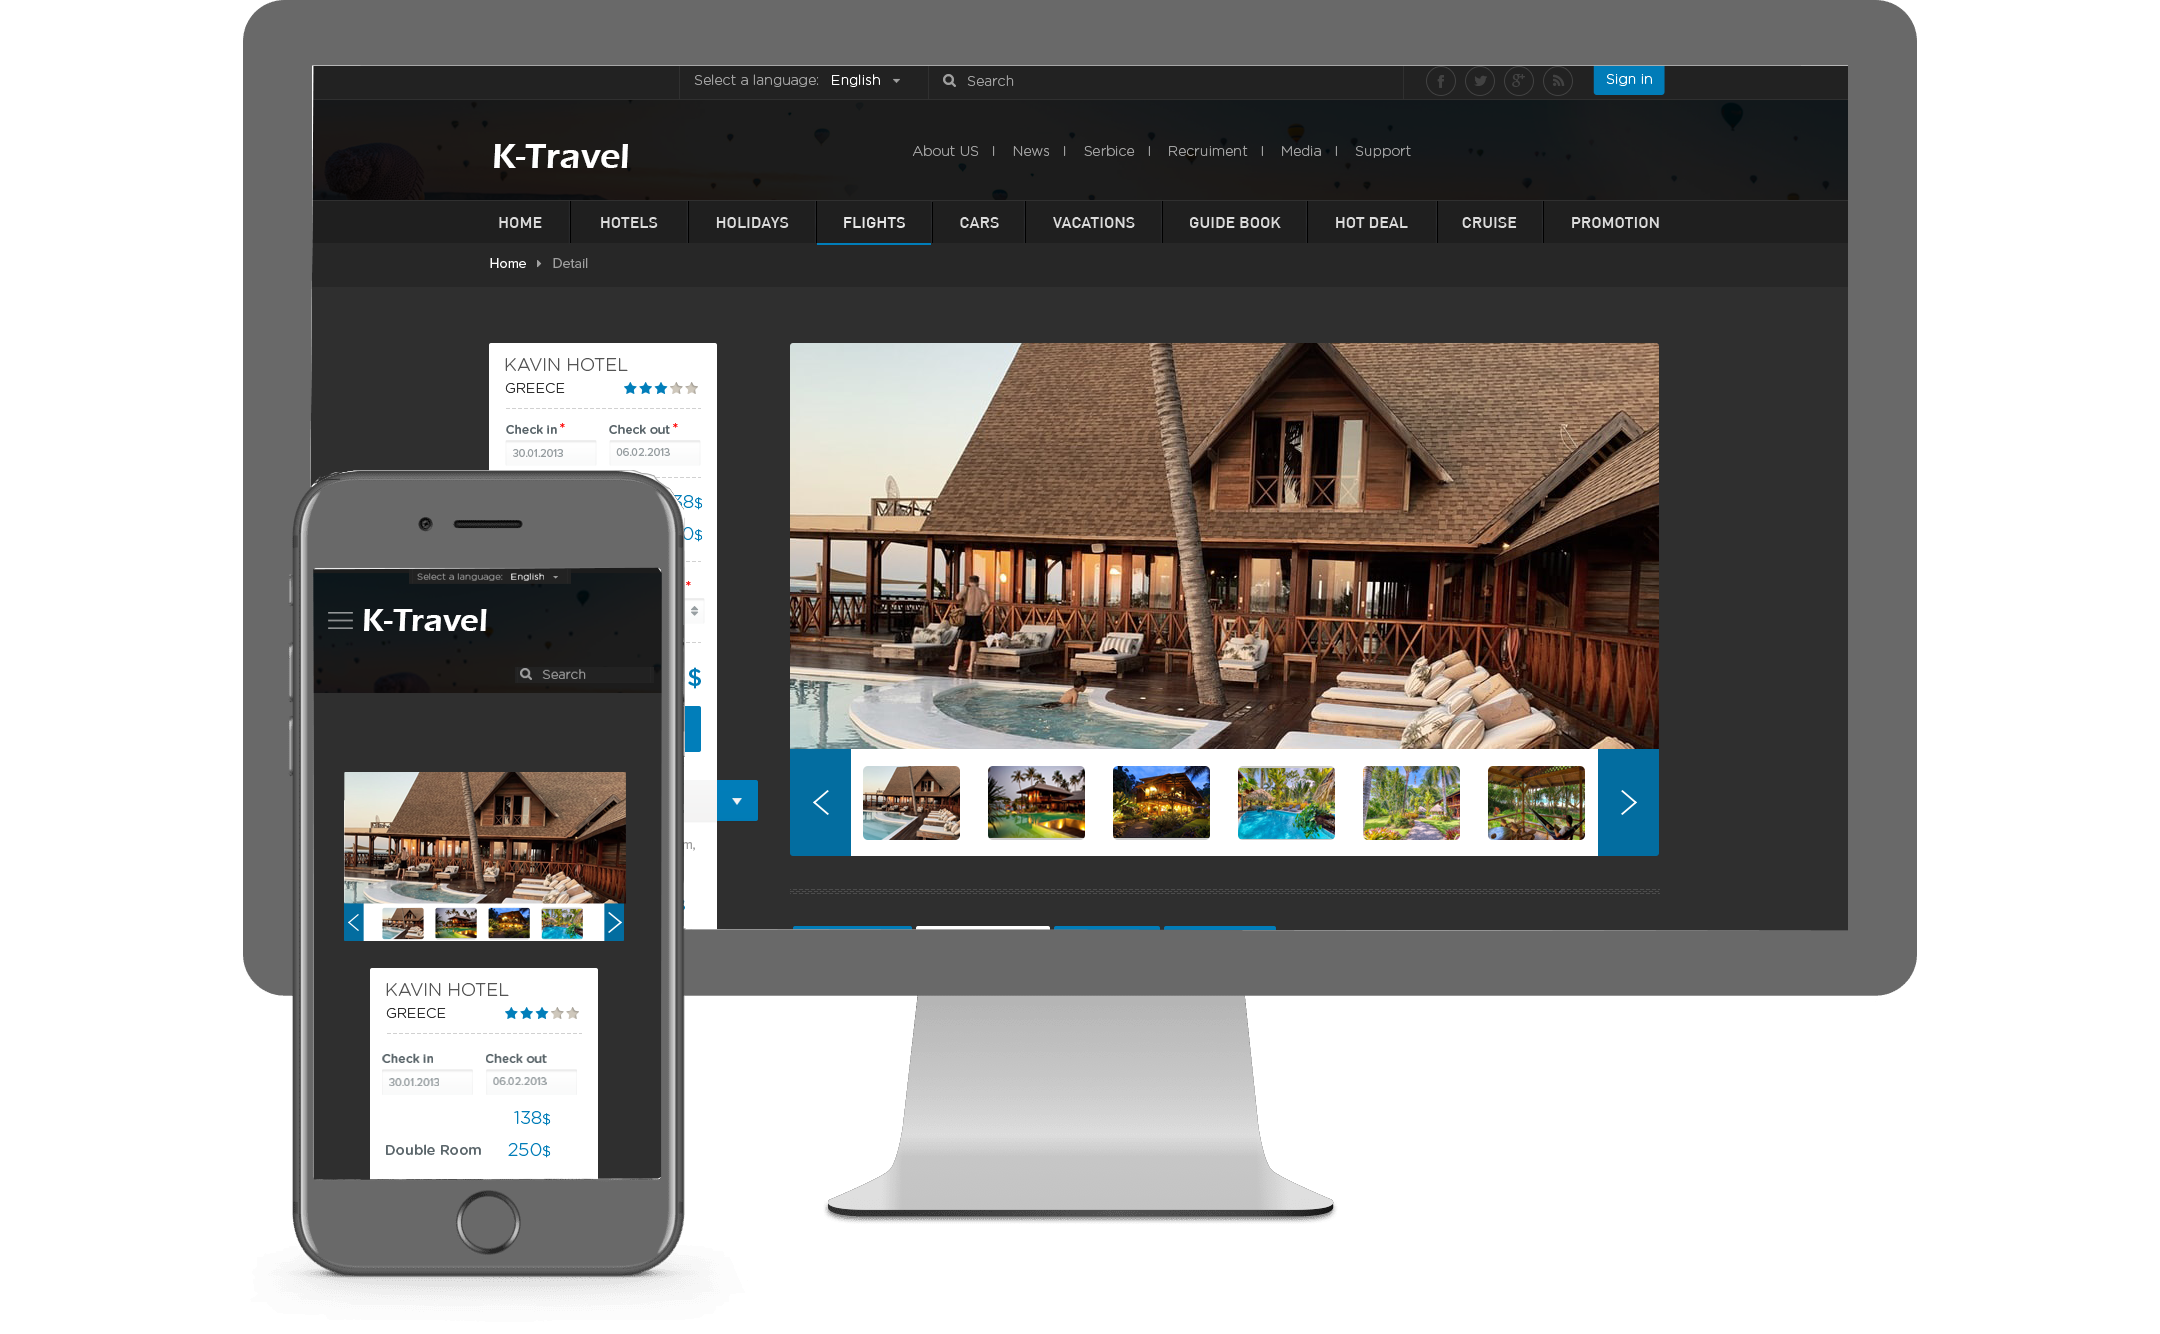 Select a language: English Search Sign in
K-Travel
About US | News | Serbice | Recruiment | Media | Support
HOME HOTELS HOLIDAYS FLIGHTS CARS VACATIONS GUIDE BOOK HOT DEAL CRUISE PROMOTION
Home Detail
KAVIN HOTEL
GREECE
Check in* Check out*
30.01.2013 06.02.2013
38$
0$
*
$
m,
Select a language: English
K-Travel
Search
KAVIN HOTEL
GREECE
Check in Check out
30.01.2013 06.02.2013
138$
Double Room 250$